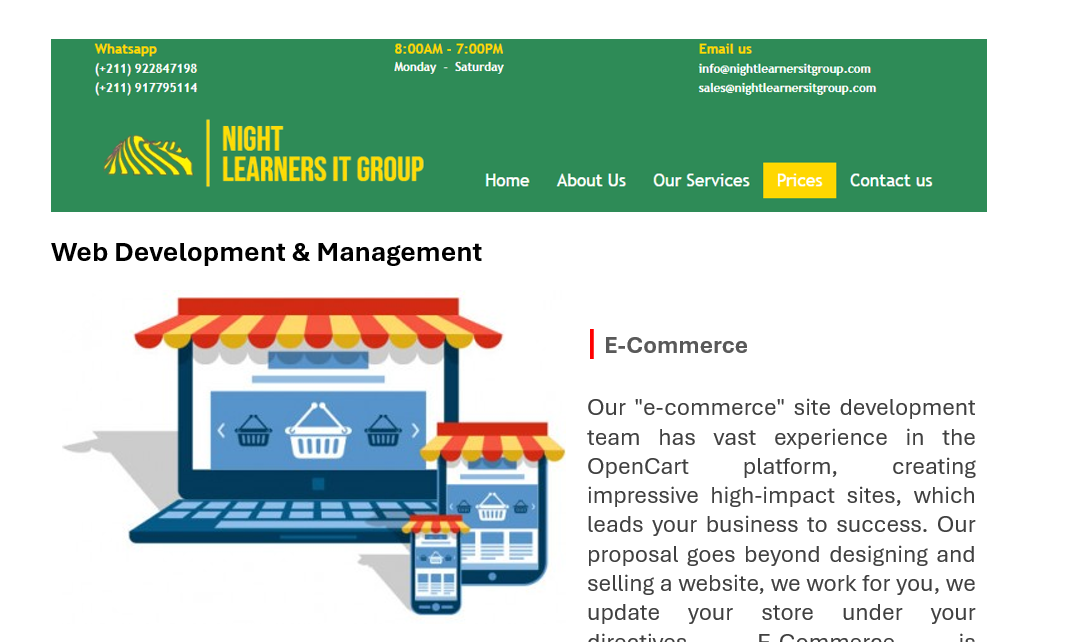 Whatsapp
(+211) 922847198
(+211) 917795114
8:00AM - 7:00PM
Monday - Saturday
Email us
info@nightlearnersitgroup.com
sales@nightlearnersitgroup.com
NIGHT
LEARNERS IT GROUP
Home About Us Our Services Prices Contact us
Web Development & Management
E-Commerce
Our "e-commerce" site development
team has vast experience in the
OpenCart platform, creating
impressive high-impact sites, which
leads your business to success. Our
proposal goes beyond designing and
selling a website, we work for you, we
update your store under your
directives. E-Commerce is